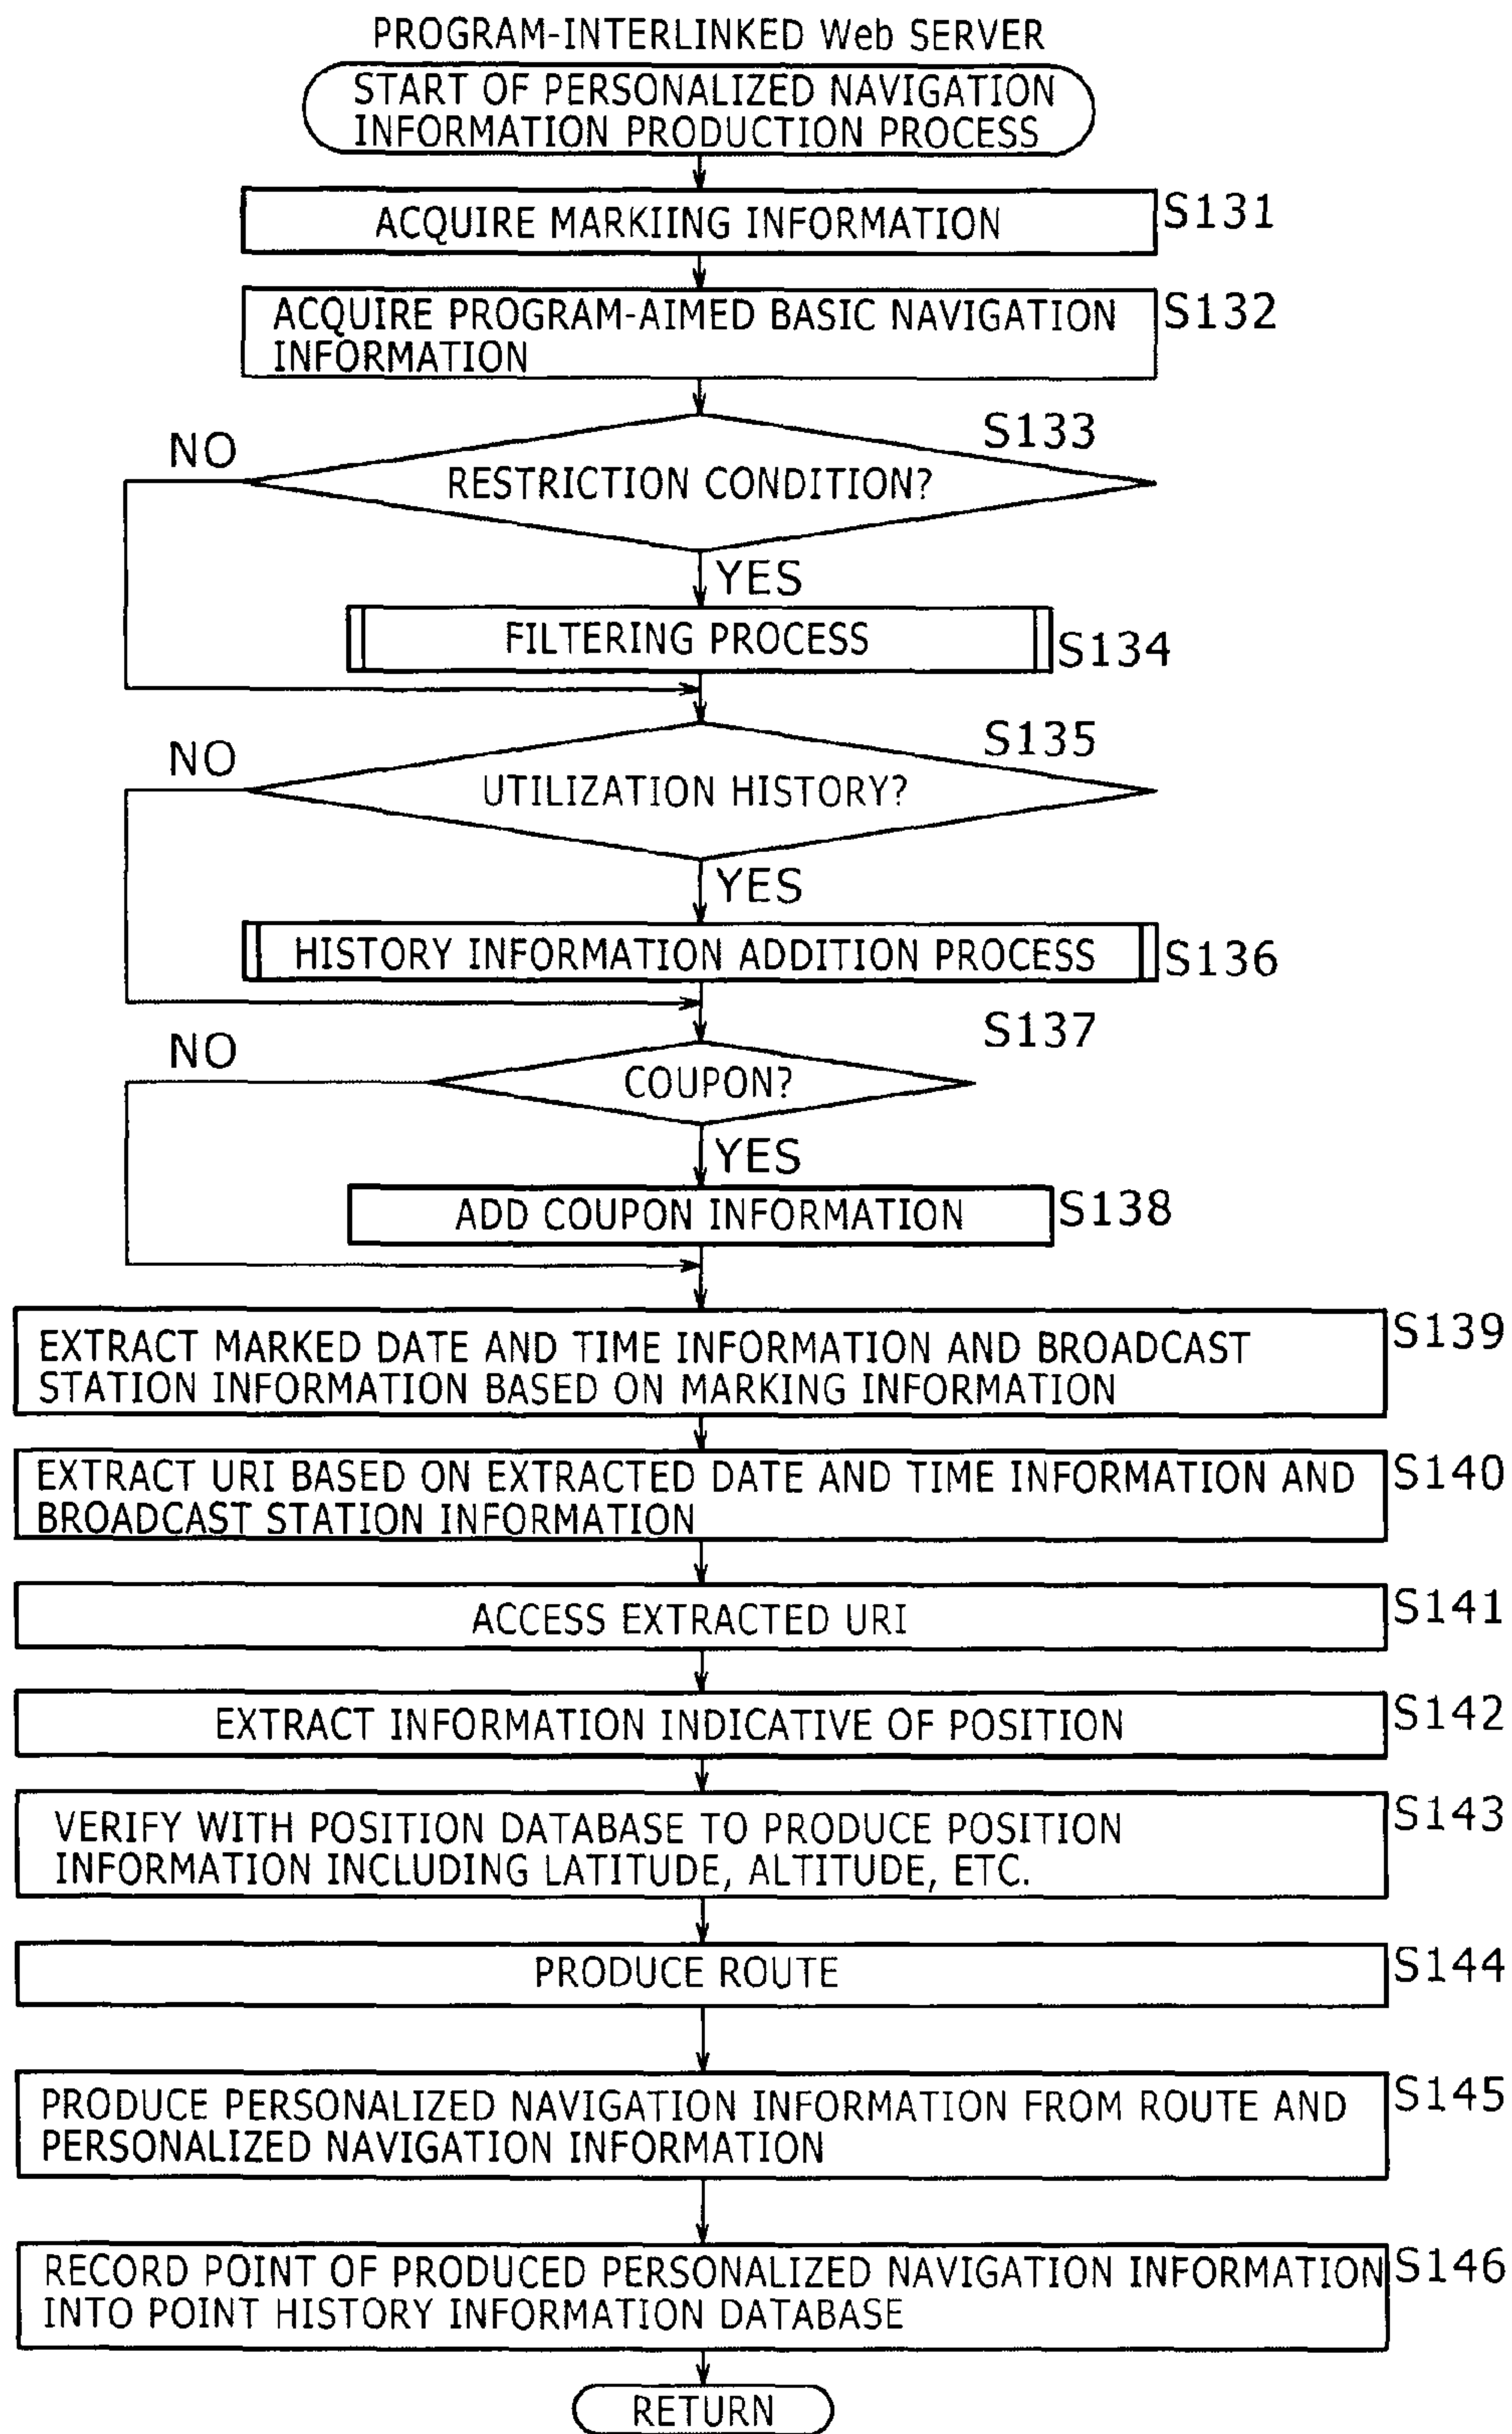 PROGRAM-INTERLINKED Web SERVER
START OF PERSONALIZED NAVIGATION
INFORMATION PRODUCTION PROCESS
ACQUIRE MARKIING INFORMATION
S131
ACQUIRE PROGRAM-AIMED BASIC NAVIGATION
INFORMATION
S132
S133
NO
RESTRICTION CONDITION?
YES
FILTERING PROCESS
S134
S135
NO
UTILIZATION HISTORY?
YES
HISTORY INFORMATION ADDITION PROCESS
S136
S137
NO
COUPON?
YES
ADD COUPON INFORMATION
S138
EXTRACT MARKED DATE AND TIME INFORMATION AND BROADCAST
STATION INFORMATION BASED ON MARKING INFORMATION
S139
EXTRACT URI BASED ON EXTRACTED DATE AND TIME INFORMATION AND
BROADCAST STATION INFORMATION
S140
ACCESS EXTRACTED URI
S141
EXTRACT INFORMATION INDICATIVE OF POSITION
S142
VERIFY WITH POSITION DATABASE TO PRODUCE POSITION
INFORMATION INCLUDING LATITUDE, ALTITUDE, ETC.
S143
PRODUCE ROUTE
S144
PRODUCE PERSONALIZED NAVIGATION INFORMATION FROM ROUTE AND
PERSONALIZED NAVIGATION INFORMATION
S145
RECORD POINT OF PRODUCED PERSONALIZED NAVIGATION INFORMATION
INTO POINT HISTORY INFORMATION DATABASE
S146
RETURN